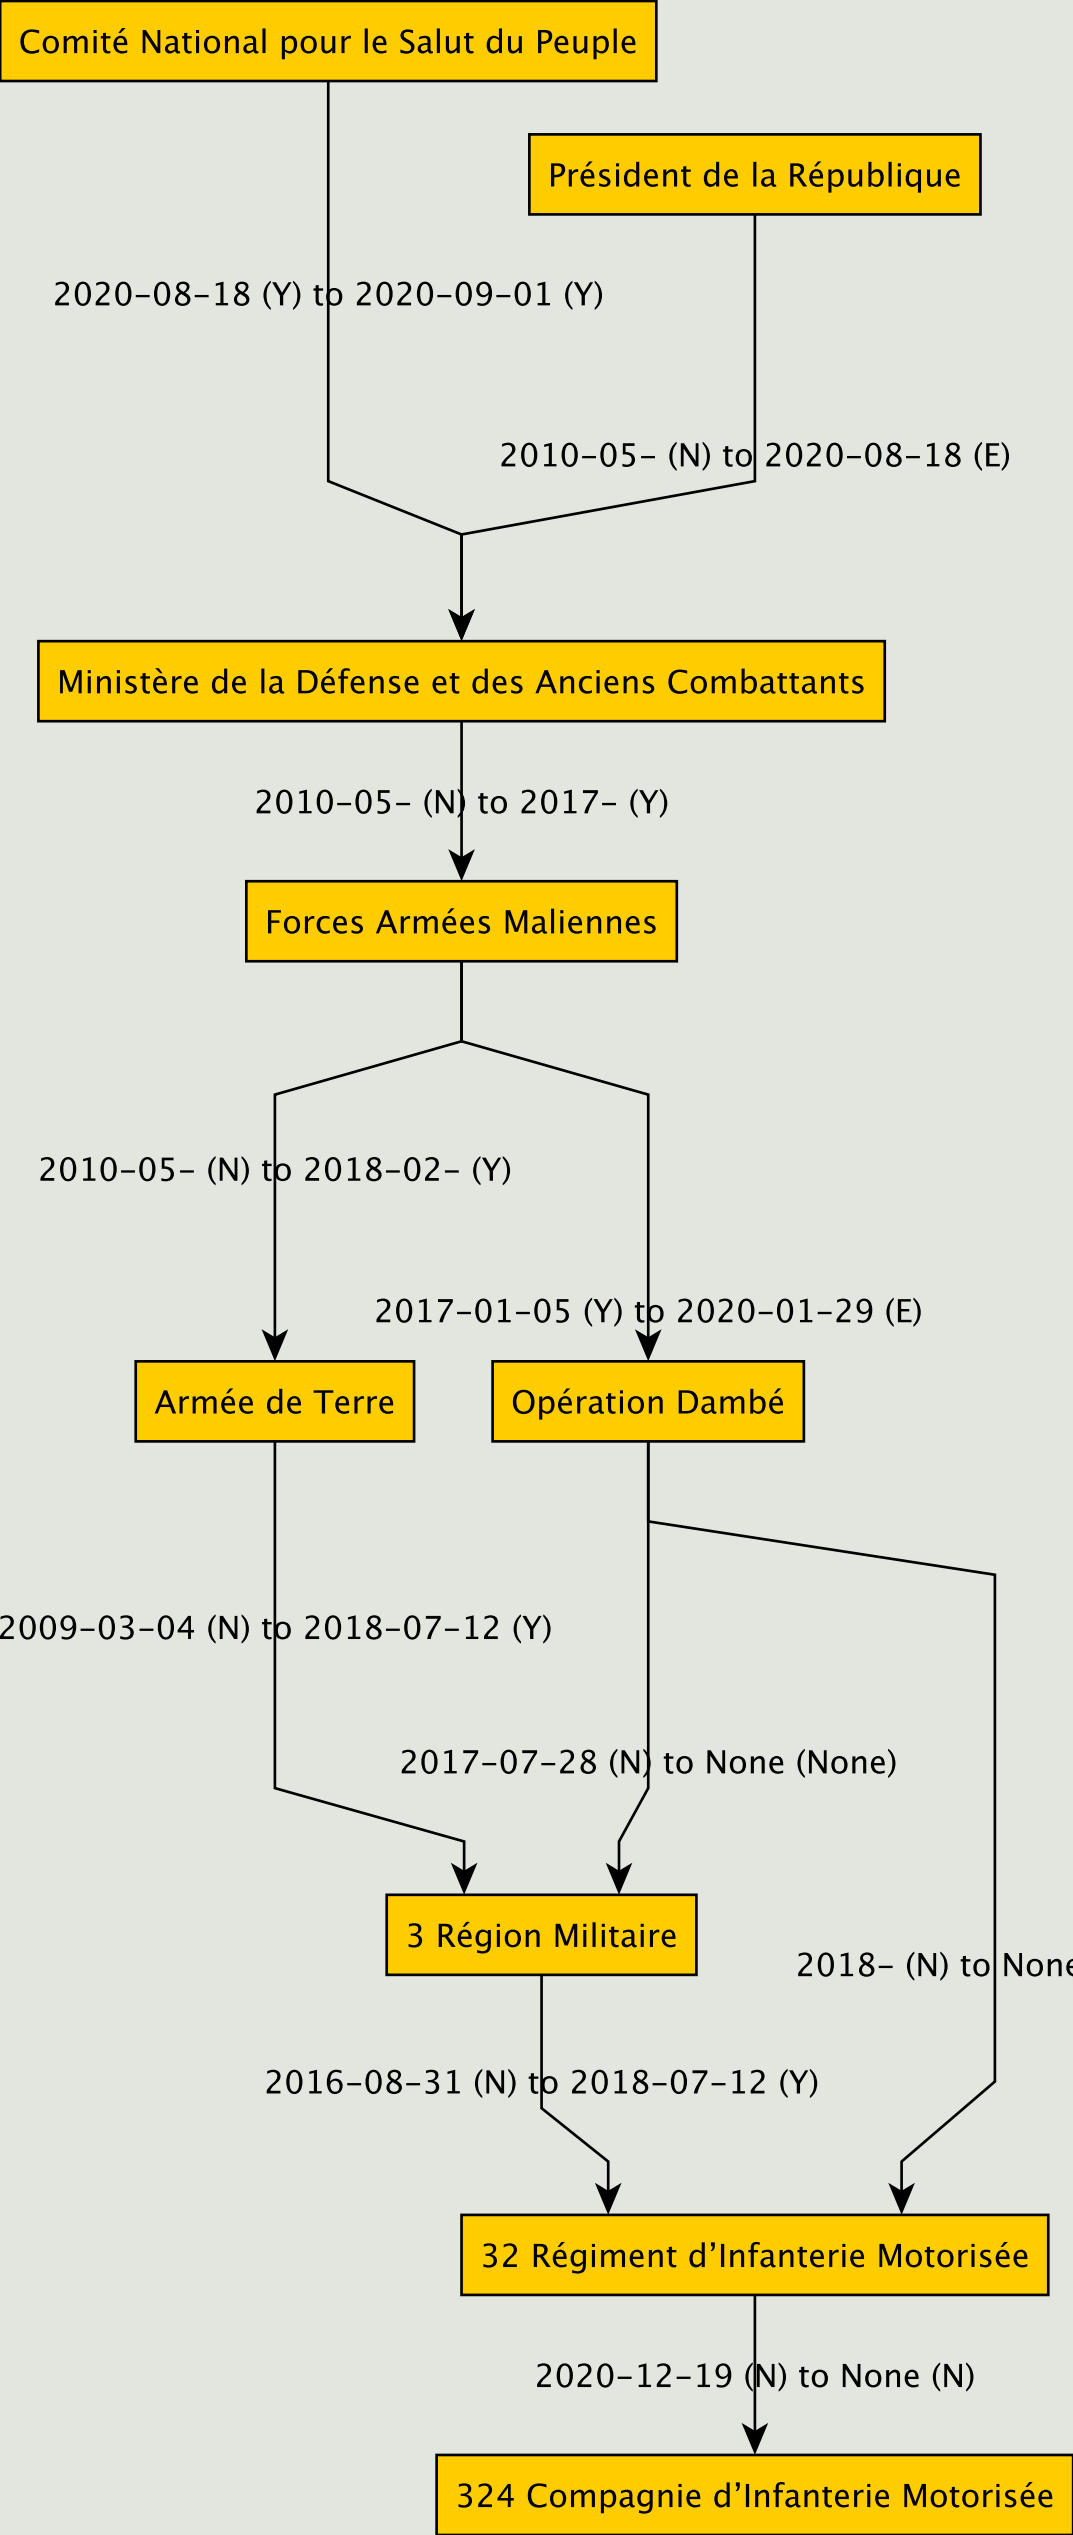 Comité National pour le Salut du Peuple
Président de la République
2020-08-18 (Y) to 2020-09-01 (Y)
2010-05- (N) to 2020-08-18 (E)
Ministère de la Défense et des Anciens Combattants
2010-05- (N) to 2017- (Y)
Forces Armées Maliennes
2010-05- (N) to 2018-02- (Y)
2017-01-05 (Y) to 2020-01-29 (E)
Armée de Terre
Opération Dambé
2009-03-04 (N) to 2018-07-12 (Y)
2017-07-28 (N) to None (None)
3 Région Militaire
2018- (N) to None
2016-08-31 (N) to 2018-07-12 (Y)
32 Régiment d’Infanterie Motorisée
2020-12-19 (N) to None (N)
324 Compagnie d’Infanterie Motorisée